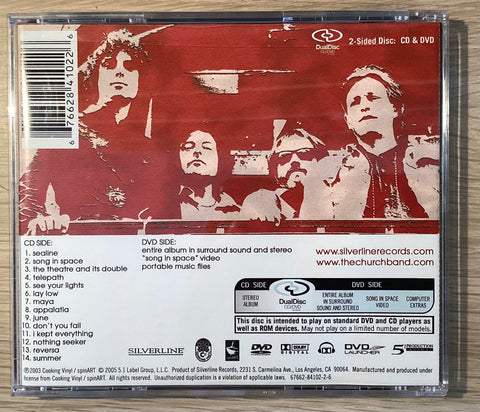 6 76628 41022 6
DualDisc
CD/DVD
2-Sided Disc: CD & DVD
CD SIDE:
1. sealine
2. song in space
3. the theatre and its double
4. telepath
5. see your lights
6. lay low
7. maya
8. appalatia
9. june
10. don't you fall
11. i kept everything
12. nothing seeker
13. reversa
14. summer
DVD SIDE:
entire album in surround sound and stereo
"song in space" video
portable music files
www.silverlinerecords.com
www.thechurchband.com
CD SIDE
DVD SIDE
STEREO
ALBUM
DualDisc
CD/DVD
ENTIRE ALBUM
IN SURROUND
SOUND AND STEREO
SONG IN SPACE
VIDEO
COMPUTER
EXTRAS
This disc is intended to play on standard DVD and CD players as
well as ROM devices. May not play on a limited number of models.
SILVERLINE
DVD
DOLBY
DIGITAL
DVD
LAUNCHER
5
PRODUCTION
℗2003 Cooking Vinyl / spinART. © 2005 5.1 Label Group, L.L.C. Product of Silverline Records, 2231 S. Carmelina Ave, Los Angeles, CA 90064. Manufactured and produced under
license from Cooking Vinyl / spinART. All rights reserved. Unauthorized duplication is a violation of applicable laws.
67662-84102-2-6